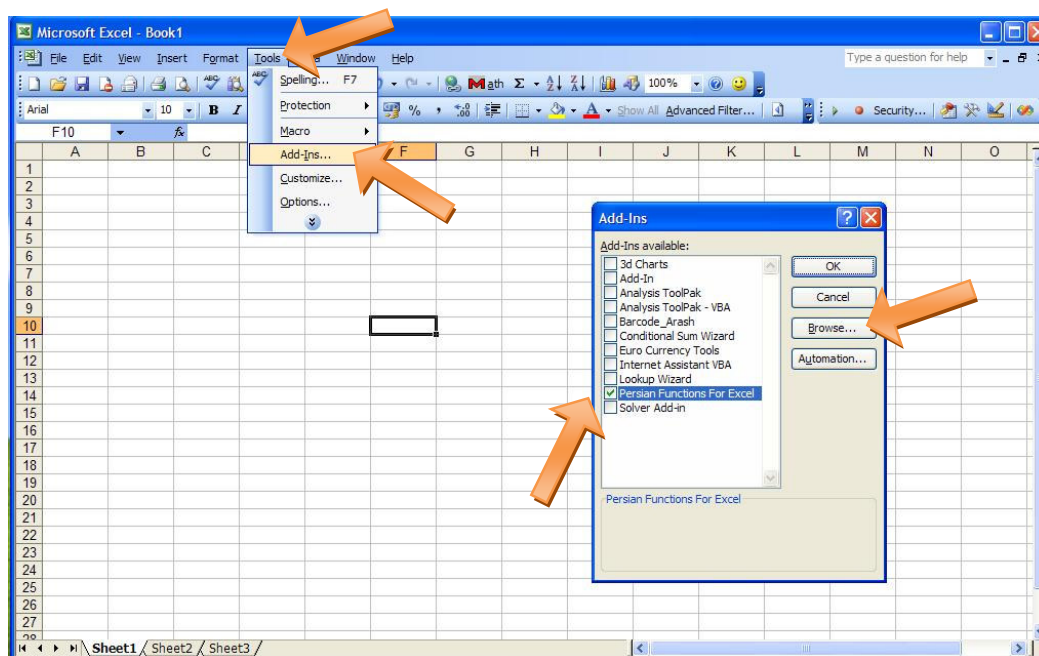 Microsoft Excel - Book1
File Edit View Insert Format Tools Window Help Type a question for help
Math Σ 100%
Arial 10 B I % , Show All Advanced Filter... Security...
F10 fx
A B C F G H I J K L M N O
Spelling... F7
Protection
Macro
Add-Ins...
Customize...
Options...
1
2
3
4
5
6
7
8
9
10
11
12
13
14
15
16
17
18
19
20
21
22
23
24
25
26
27
28
Add-Ins
Add-Ins available:
3d Charts
Add-In
Analysis ToolPak
Analysis ToolPak - VBA
Barcode_Arash
Conditional Sum Wizard
Euro Currency Tools
Internet Assistant VBA
Lookup Wizard
Persian Functions For Excel
Solver Add-in
OK
Cancel
Browse...
Automation...
Persian Functions For Excel
Sheet1 Sheet2 Sheet3